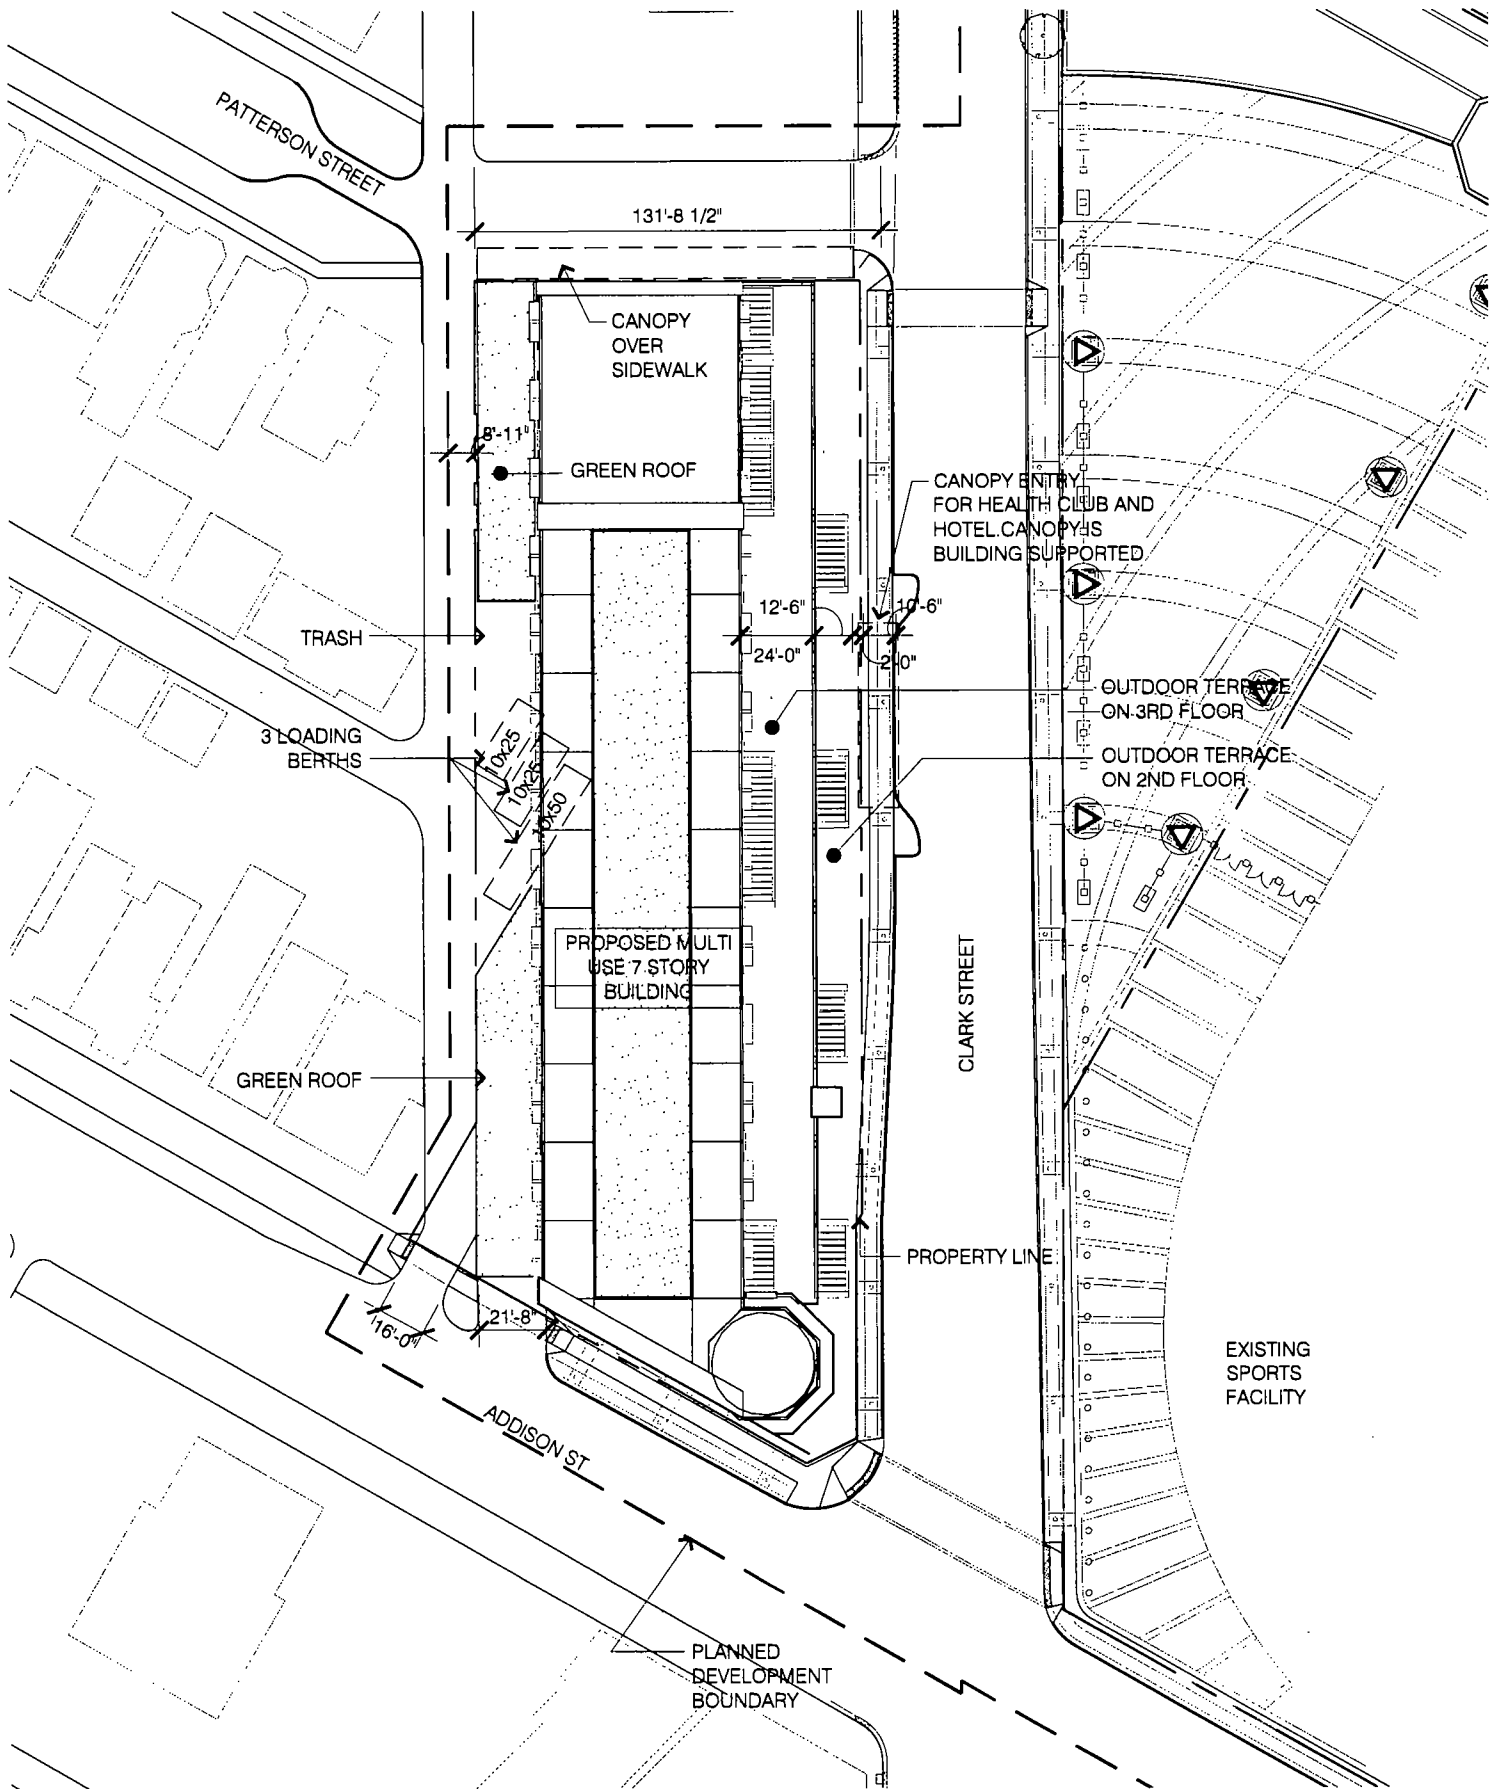 PATTERSON STREET
131'-8 1/2"
CANOPY
OVER
SIDEWALK
8'-11"
GREEN ROOF
CANOPY ENTRY
FOR HEALTH CLUB AND
HOTEL.CANOPY IS
BUILDING SUPPORTED
12'-6"
10'-6"
TRASH
24'-0"
2'-0"
OUTDOOR TERRACE
ON 3RD FLOOR
3 LOADING
BERTHS
10x25
10x25
10x50
OUTDOOR TERRACE
ON 2ND FLOOR
PROPOSED MULTI
USE 7 STORY
BUILDING
CLARK STREET
GREEN ROOF
PROPERTY LINE
21'-8"
16'-0"
EXISTING
SPORTS
FACILITY
ADDISON ST
PLANNED
DEVELOPMENT
BOUNDARY